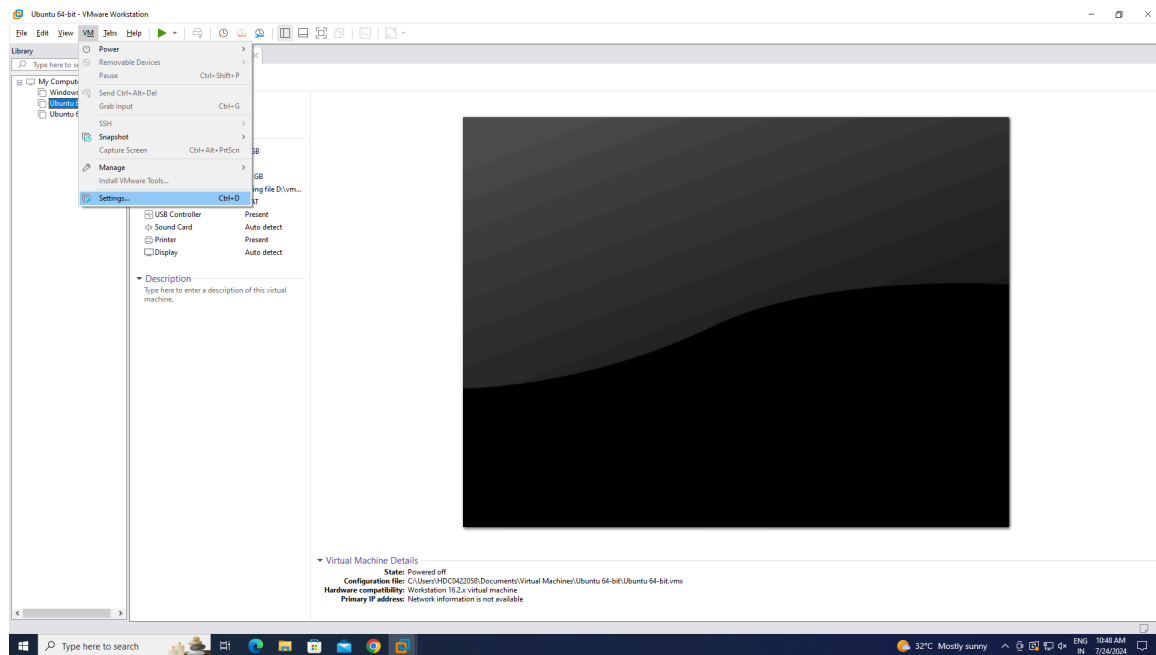 Ubuntu 64-bit - VMware Workstation
File Edit View VM Tabs Help
Library
Type here to se
My Compute
Windows
Ubuntu 6
Ubuntu 6
Power
Removable Devices
Pause Ctrl+Shift+P
Send Ctrl+Alt+Del
Grab Input Ctrl+G
SSH
Snapshot
Capture Screen Ctrl+Alt+PrtScn
Manage
Install VMware Tools...
Settings... Ctrl+D
GB
GB
ing file D:\vm...
AT
USB Controller Present
Sound Card Auto detect
Printer Present
Display Auto detect
Description
Type here to enter a description of this virtual
machine.
Virtual Machine Details
State: Powered off
Configuration file: C:\Users\HDC0422058\Documents\Virtual Machines\Ubuntu 64-bit\Ubuntu 64-bit.vmx
Hardware compatibility: Workstation 16.2.x virtual machine
Primary IP address: Network information is not available
Type here to search
32°C Mostly sunny
ENG
IN
10:48 AM
7/24/2024